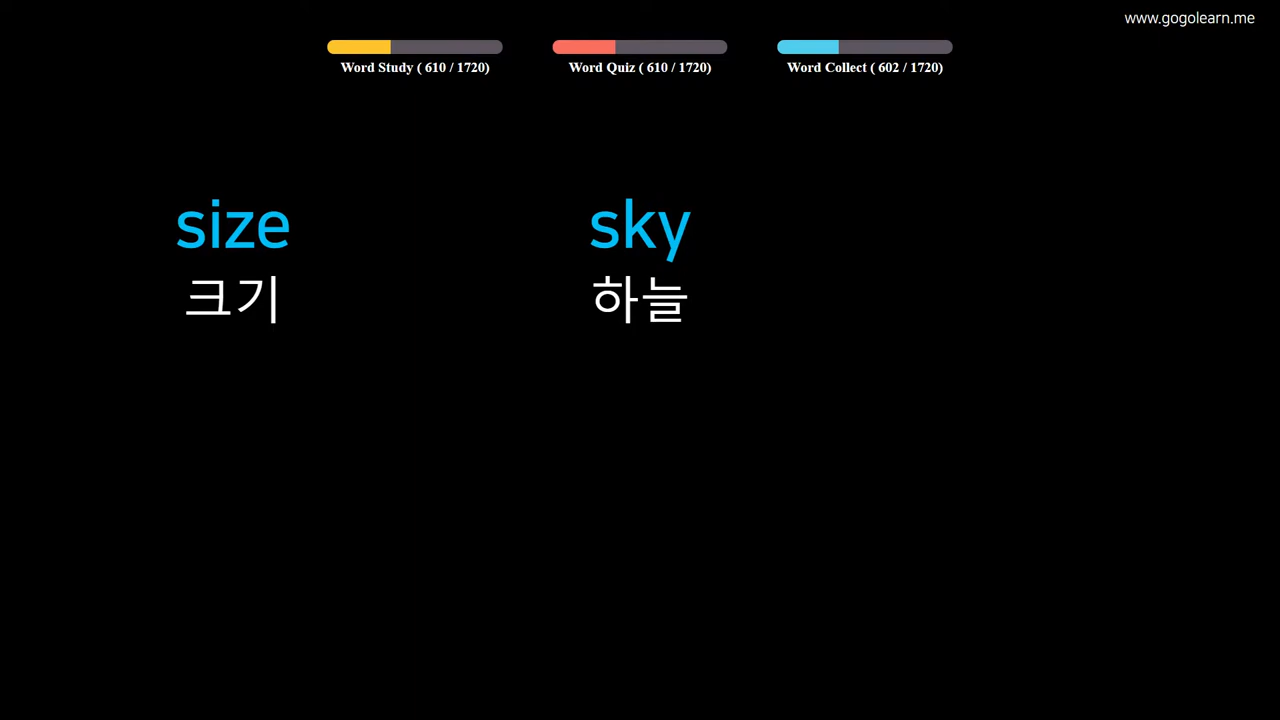 www.gogolearn.me
Word Study ( 610 / 1720)
Word Quiz ( 610 / 1720)
Word Collect ( 602 / 1720)
size
크기
sky
하늘